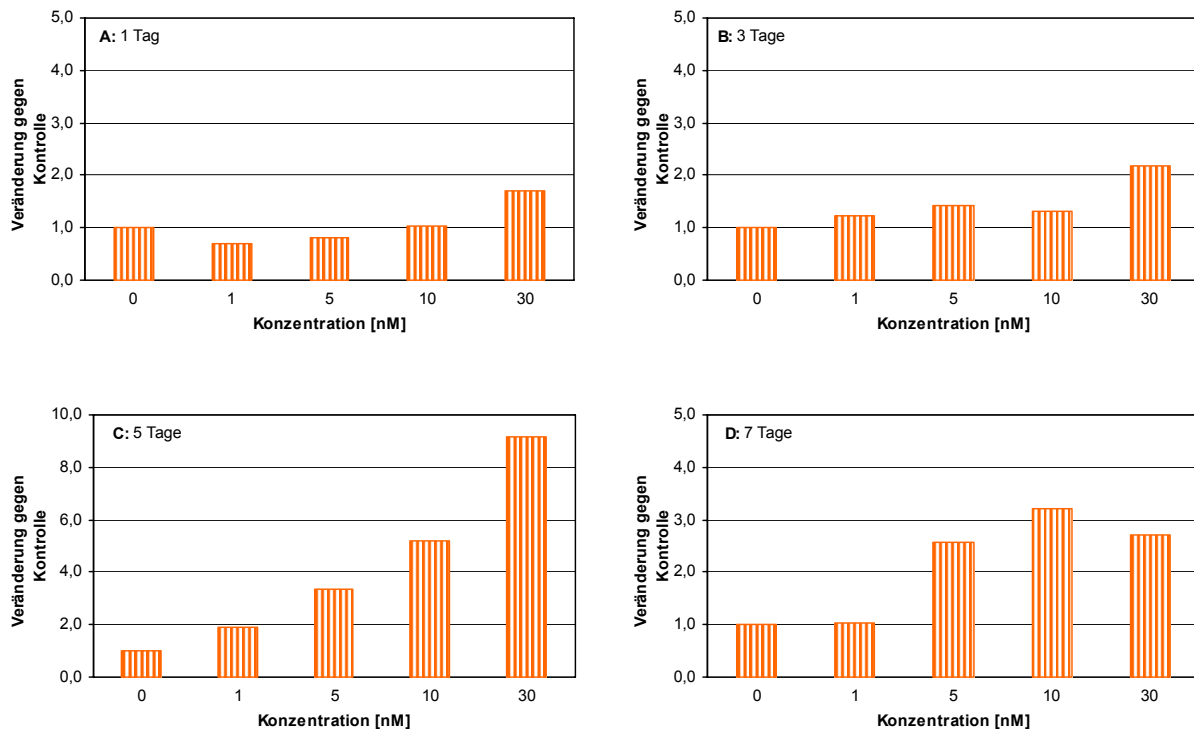 A: 1 Tag
Veränderung gegen
Kontrolle
5,0
4,0
3,0
2,0
1,0
0,0
0 1 5 10 30
Konzentration [nM]
B: 3 Tage
Veränderung gegen
Kontrolle
5,0
4,0
3,0
2,0
1,0
0,0
0 1 5 10 30
Konzentration [nM]
C: 5 Tage
Veränderung gegen
Kontrolle
10,0
8,0
6,0
4,0
2,0
0,0
0 1 5 10 30
Konzentration [nM]
D: 7 Tage
Veränderung gegen
Kontrolle
5,0
4,0
3,0
2,0
1,0
0,0
0 1 5 10 30
Konzentration [nM]